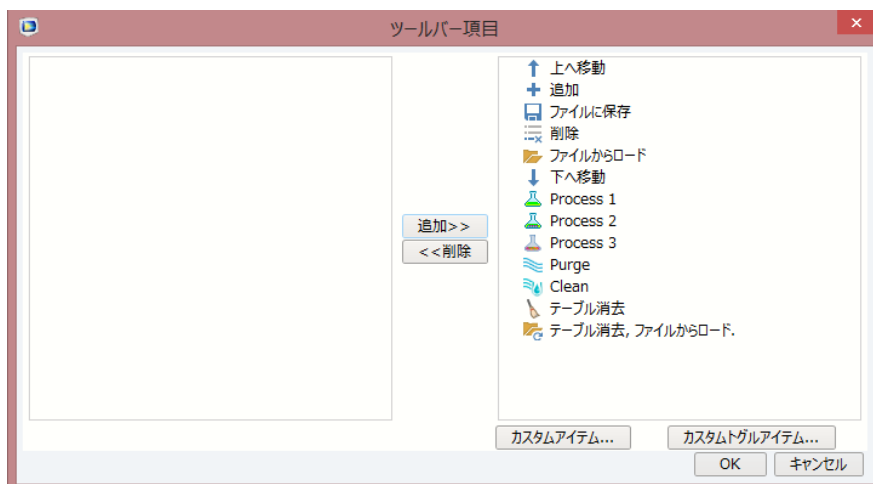 ツールバー項目
上へ移動
追加
ファイルに保存
削除
ファイルからロード
下へ移動
Process 1
Process 2
Process 3
Purge
Clean
テーブル消去
テーブル消去, ファイルからロード.
追加>>
<<削除
カスタムアイテム...
カスタムトグルアイテム...
OK
キャンセル